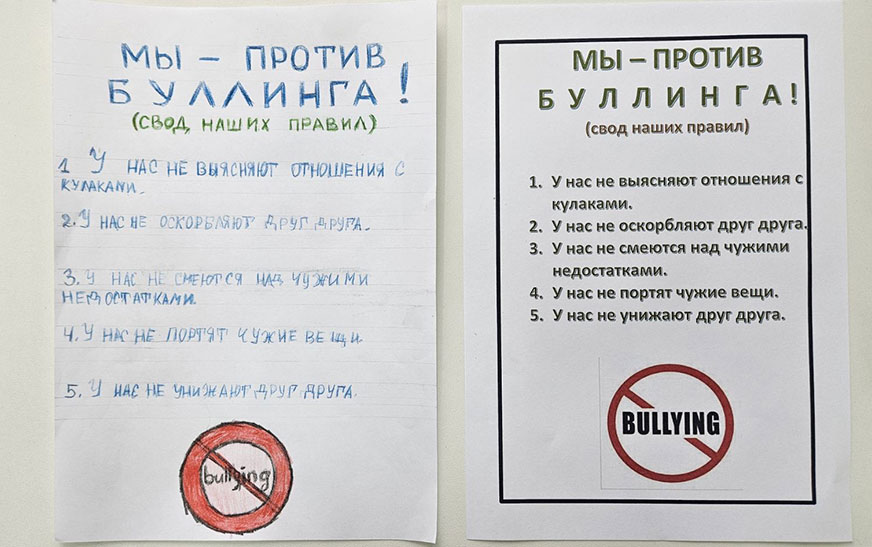 МЫ – ПРОТИВ
БУЛЛИНГА!
(СВОД НАШИХ ПРАВИЛ)
1 У НАС НЕ ВЫЯСНЯЮТ ОТНОШЕНИЯ С
КУЛАКАМИ.
2. У НАС НЕ ОСКОРБЛЯЮТ ДРУГ ДРУГА.
3. У НАС НЕ СМЕЮТСЯ НАД ЧУЖИМИ
НЕДОСТАТКАМИ.
4. У НАС НЕ ПОРТЯТ ЧУЖИЕ ВЕЩИ.
5. У НАС НЕ УНИЖАЮТ ДРУГ ДРУГА.
bullying
МЫ – ПРОТИВ
БУЛЛИНГА!
(свод наших правил)
1. У нас не выясняют отношения с
кулаками.
2. У нас не оскорбляют друг друга.
3. У нас не смеются над чужими
недостатками.
4. У нас не портят чужие вещи.
5. У нас не унижают друг друга.
BULLYING